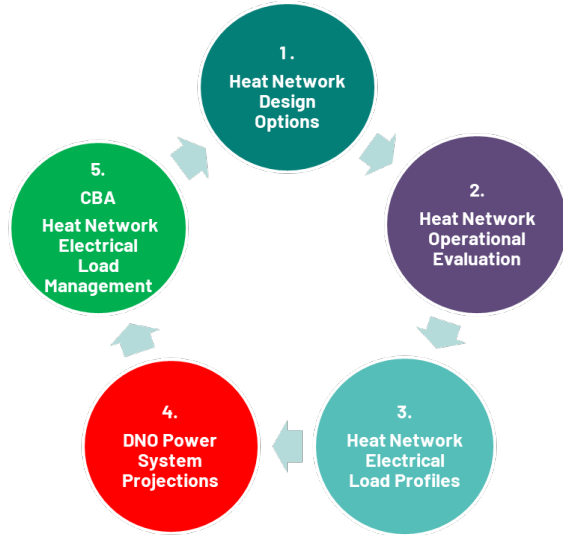 1.
Heat Network
Design
Options
2.
Heat Network
Operational
Evaluation
3.
Heat Network
Electrical
Load Profiles
4.
DNO Power
System
Projections
5.
CBA
Heat Network
Electrical
Load
Management